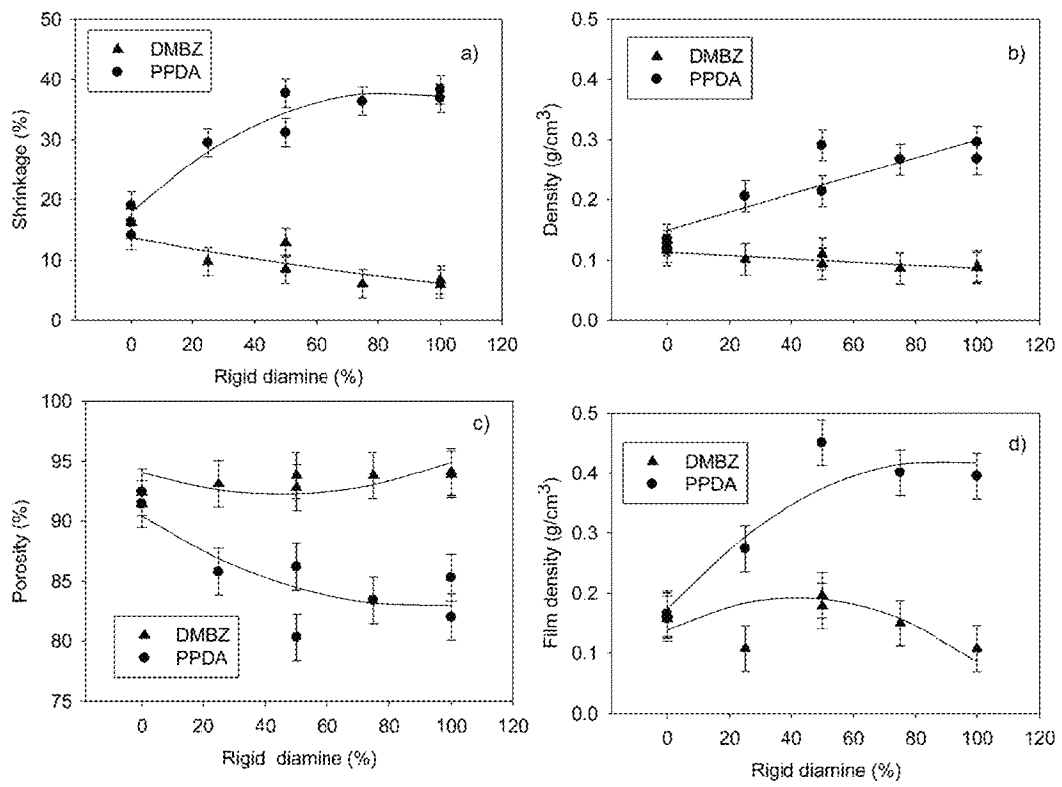 a)
DMBZ
PPDA
Shrinkage (%)
50
40
30
20
10
0
0 20 40 60 80 100 120
Rigid diamine (%)
b)
DMBZ
PPDA
Density (g/cm³)
0.5
0.4
0.3
0.2
0.1
0.0
0 20 40 60 80 100 120
Rigid diamine (%)
c)
DMBZ
PPDA
Porosity (%)
100
95
90
85
80
75
0 20 40 60 80 100 120
Rigid diamine (%)
d)
DMBZ
PPDA
Film density (g/cm³)
0.5
0.4
0.3
0.2
0.1
0.0
0 20 40 60 80 100 120
Rigid diamine (%)